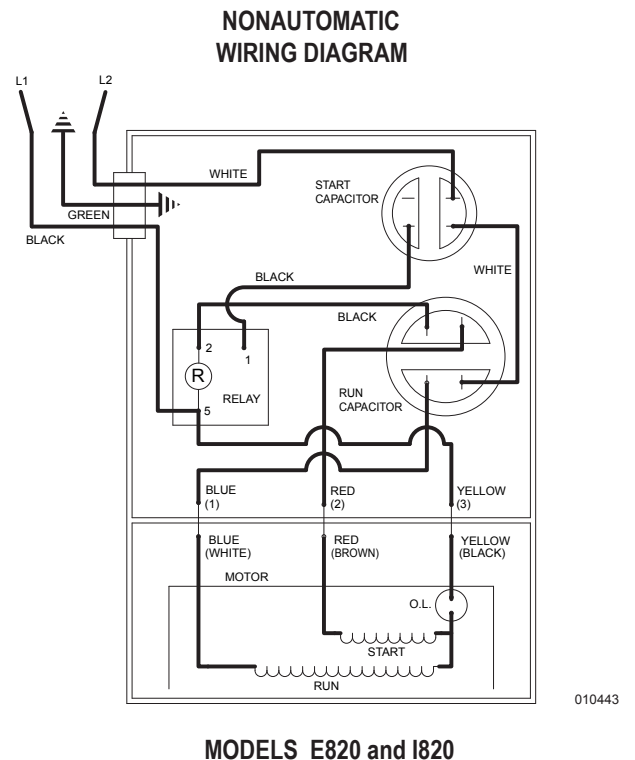 NONAUTOMATIC
WIRING DIAGRAM
L1
L2
WHITE
START
CAPACITOR
GREEN
BLACK
WHITE
BLACK
BLACK
2
1
R
RELAY
RUN
CAPACITOR
5
BLUE
(1)
RED
(2)
YELLOW
(3)
BLUE
(WHITE)
RED
(BROWN)
YELLOW
(BLACK)
MOTOR
O.L.
START
RUN
010443
MODELS E820 and I820